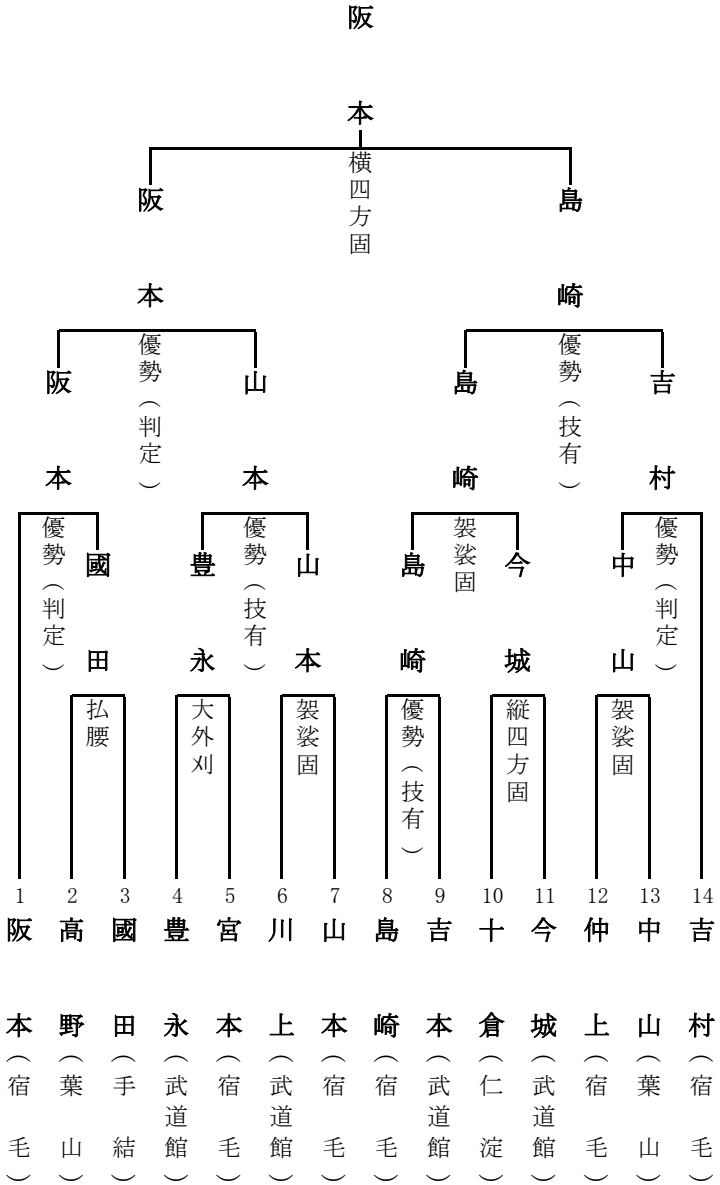 阪本
横四方固
阪本
島崎
優勢（判定）
優勢（技有）
阪本
山本
島崎
吉村
優勢（判定）
優勢（技有）
袈裟固
優勢（判定）
國田
豊永
山本
島崎
今城
中山
払腰
大外刈
袈裟固
優勢（技有）
縦四方固
袈裟固
1 阪本（宿毛）
2 高野（葉山）
3 國田（手結）
4 豊永（武道館）
5 宮本（宿毛）
6 川上（武道館）
7 山本（宿毛）
8 島崎（宿毛）
9 吉本（武道館）
10 十倉（仁淀）
11 今城（武道館）
12 仲上（宿毛）
13 中山（葉山）
14 吉村（宿毛）